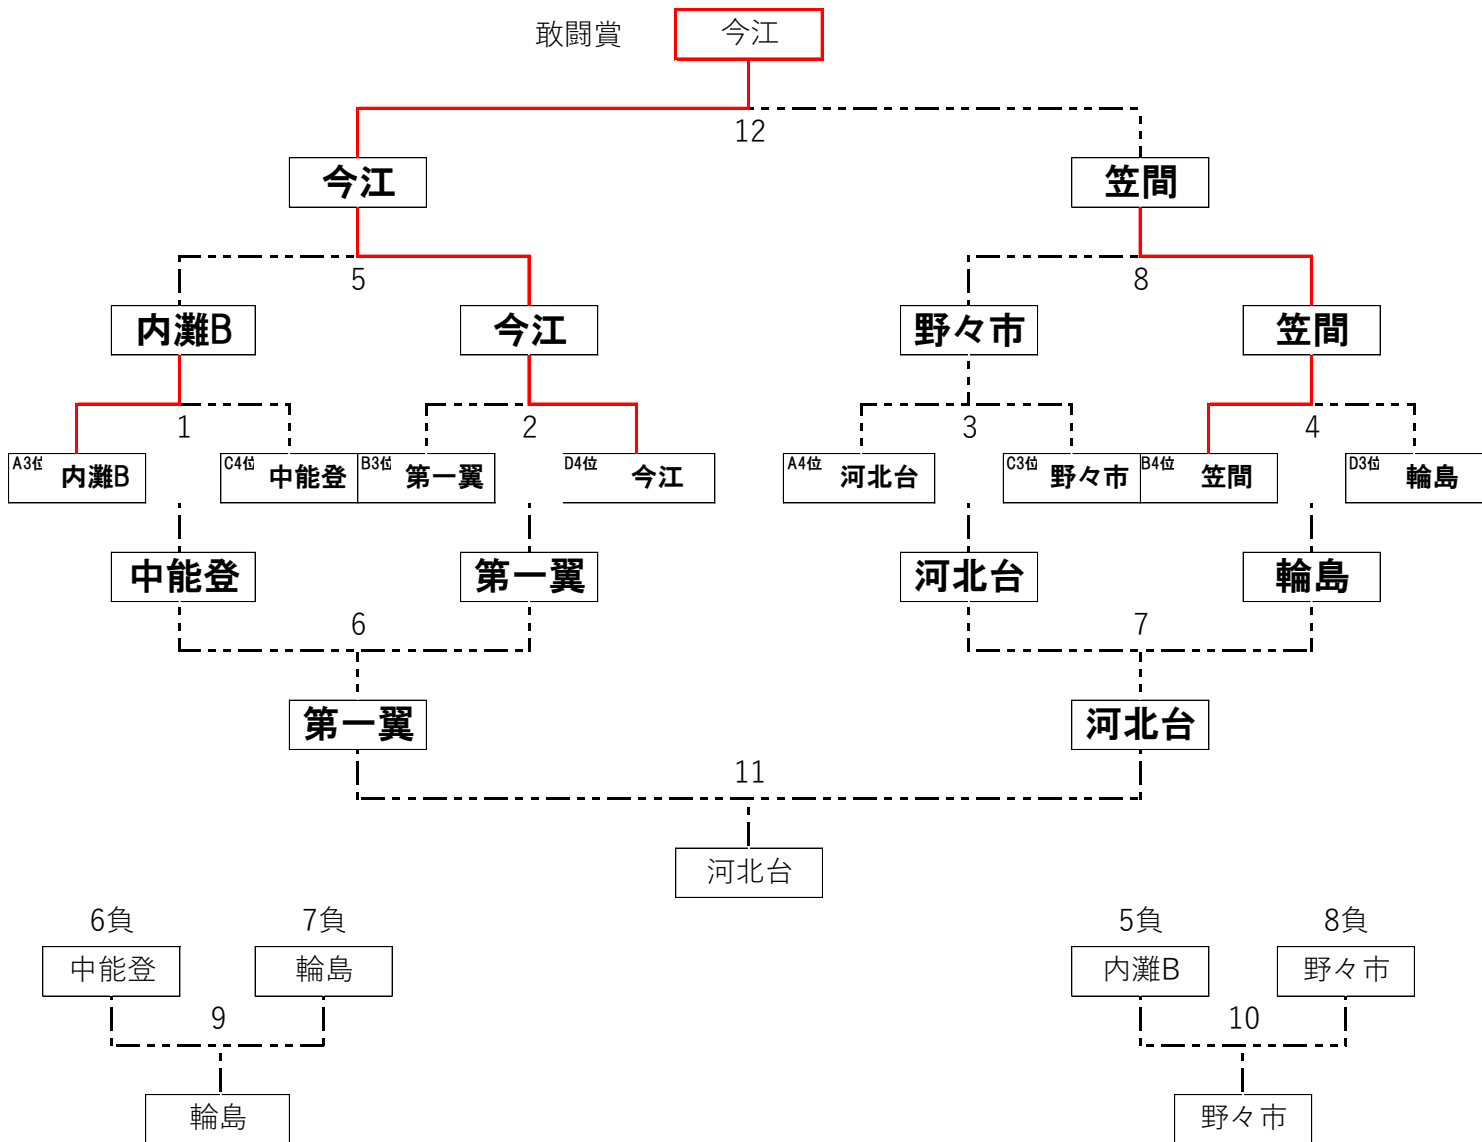 敢闘賞 今江
12
今江 笠間
5 8
内灘B 今江 野々市 笠間
1 2 3 4
A3位 内灘B C4位 中能登 B3位 第一翼 D4位 今江 A4位 河北台 C3位 野々市 B4位 笠間 D3位 輪島
中能登 第一翼 河北台 輪島
6 7
第一翼 河北台
11
河北台
6負 7負 5負 8負
中能登 輪島 内灘B 野々市
9 10
輪島 野々市